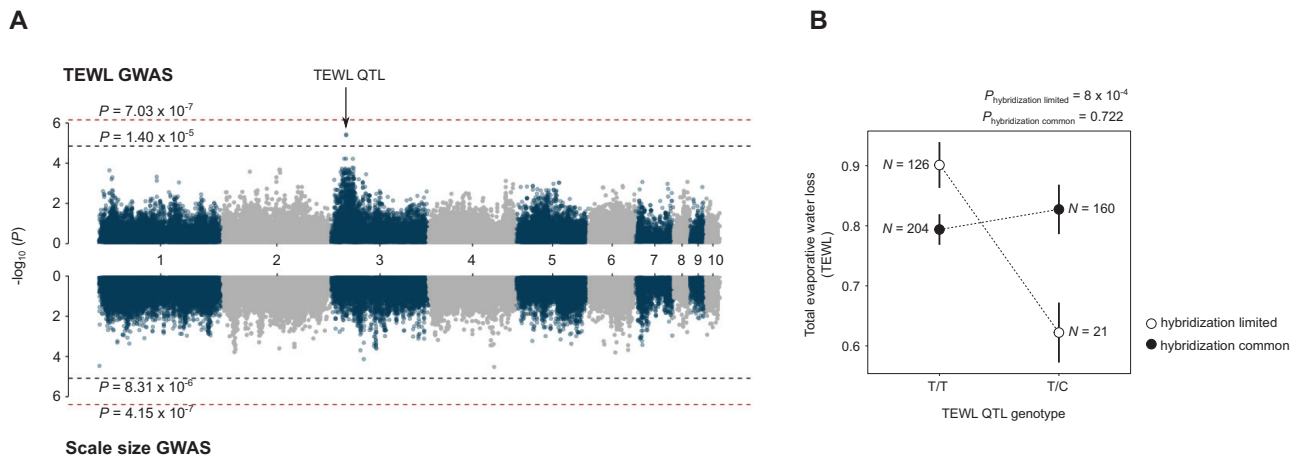 A
TEWL GWAS
TEWL QTL
P = 7.03 x 10⁻⁷
P = 1.40 x 10⁻⁵
6
4
2
0
-log₁₀ (P)
1 2 3 4 5 6 7 8 9 10
0
2
4
6
P = 8.31 x 10⁻⁶
P = 4.15 x 10⁻⁷
Scale size GWAS
B
P hybridization limited = 8 x 10⁻⁴
P hybridization common = 0.722
Total evaporative water loss
(TEWL)
0.9
0.8
0.7
0.6
N = 126
N = 204
N = 160
N = 21
T/T T/C
TEWL QTL genotype
hybridization limited
hybridization common